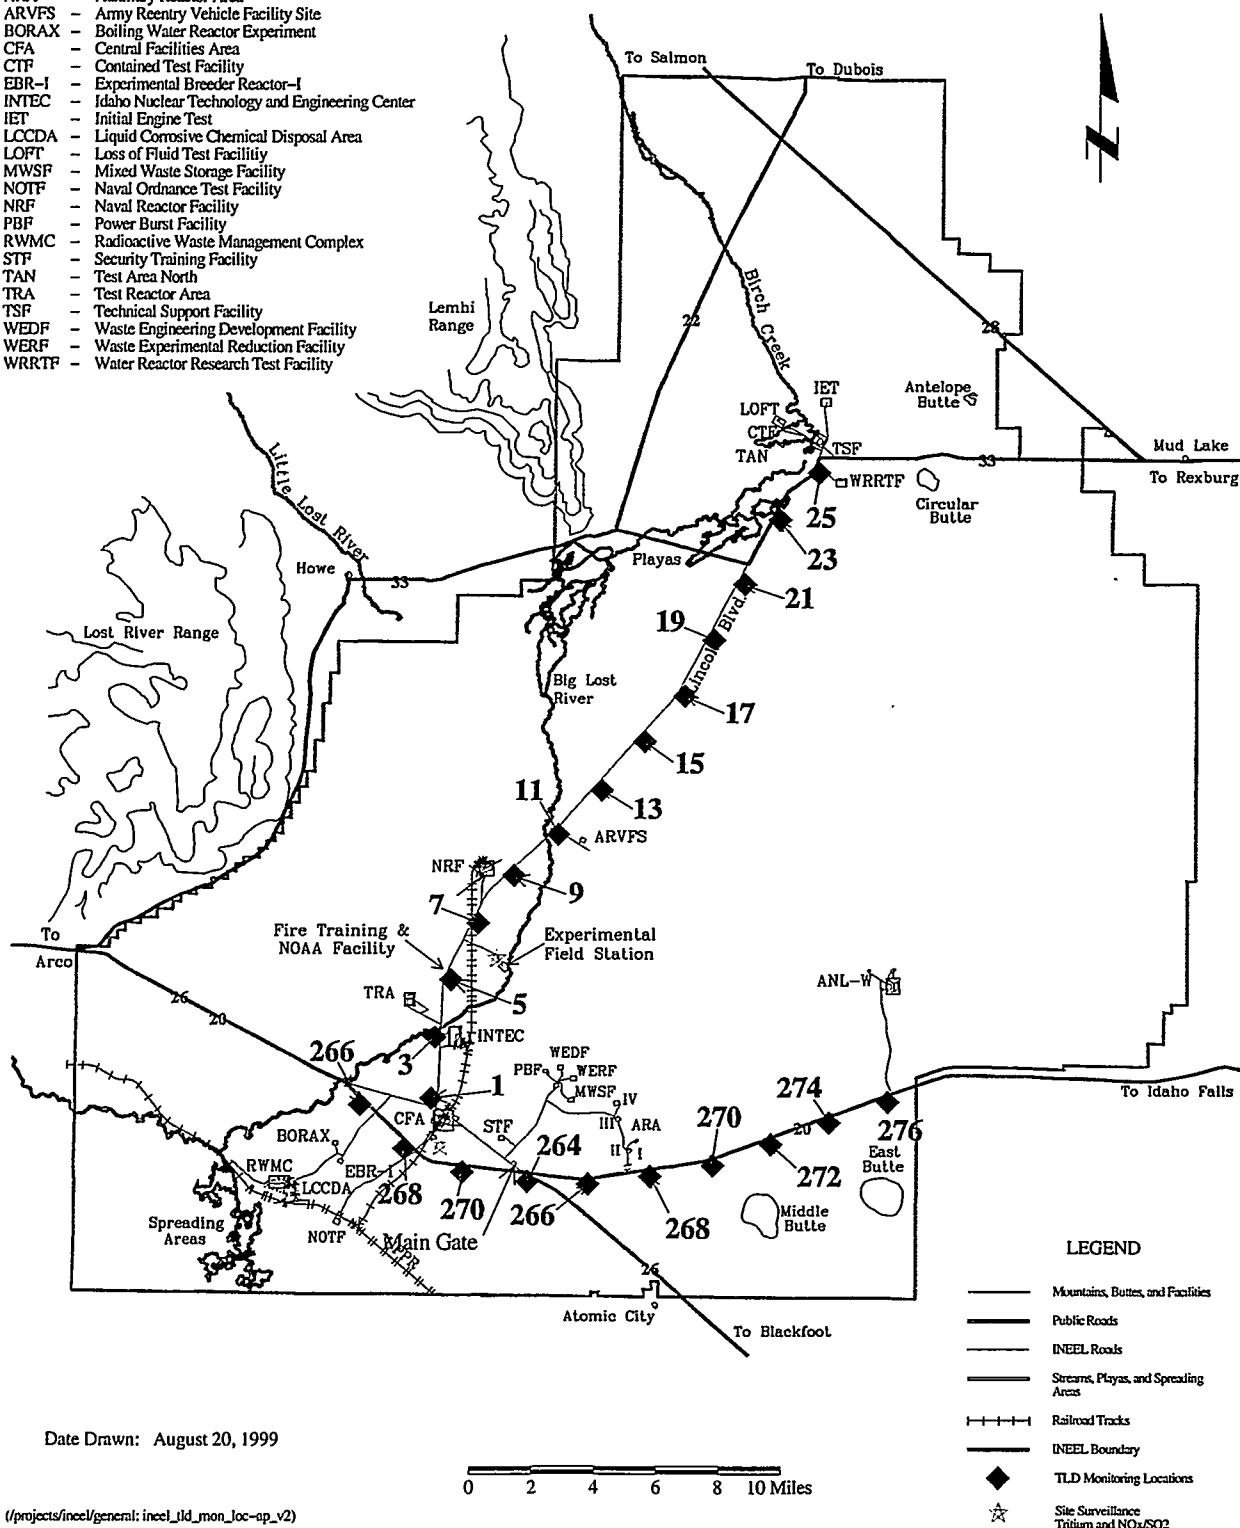 ARVFS – Army Reentry Vehicle Facility Site
BORAX – Boiling Water Reactor Experiment
CFA – Central Facilities Area
CTF – Contained Test Facility
EBR–I – Experimental Breeder Reactor–I
INTEC – Idaho Nuclear Technology and Engineering Center
IET – Initial Engine Test
LCCDA – Liquid Corrosive Chemical Disposal Area
LOFT – Loss of Fluid Test Facilitiy
MWSF – Mixed Waste Storage Facility
NOTF – Naval Ordnance Test Facility
NRF – Naval Reactor Facility
PBF – Power Burst Facility
RWMC – Radioactive Waste Management Complex
STF – Security Training Facility
TAN – Test Area North
TRA – Test Reactor Area
TSF – Technical Support Facility
WEDF – Waste Engineering Development Facility
WERF – Waste Experimental Reduction Facility
WRRTF – Water Reactor Research Test Facility
To Salmon
To Dubois
Birch Creek
Lemhi
Range
22
28
IET
LOFT
CTF
TAN
TSF
WRRTF
Antelope
Butte
Mud Lake
33
To Rexburg
Circular
Butte
25
23
Little Lost River
Howe
33
Playas
21
19
Lincoln Blvd.
Lost River Range
Big Lost
River
17
15
13
11
ARVFS
NRF
9
7
To
Arco
Fire Training &
NOAA Facility
Experimental
Field Station
ANL–W
5
TRA
26
20
INTEC
3
266
1
WEDF
PBF
WERF
MWSF
IV
III
ARA
II
I
CFA
STF
264
270
274
20
276
To Idaho Falls
BORAX
EBR–I
RWMC
LCCDA
268
270
266
268
272
East
Butte
Middle
Butte
Spreading
Areas
NOTF
Main Gate
UPRR
26
Atomic City
To Blackfoot
LEGEND
Mountains, Buttes, and Facilities
Public Roads
INEEL Roads
Streams, Playas, and Spreading
Areas
Railroad Tracks
INEEL Boundary
TLD Monitoring Locations
Site Surveillance
Tritium and NOx/SO2
Date Drawn: August 20, 1999
0 2 4 6 8 10 Miles
(/projects/ineel/general: ineel_tld_mon_loc–ap_v2)